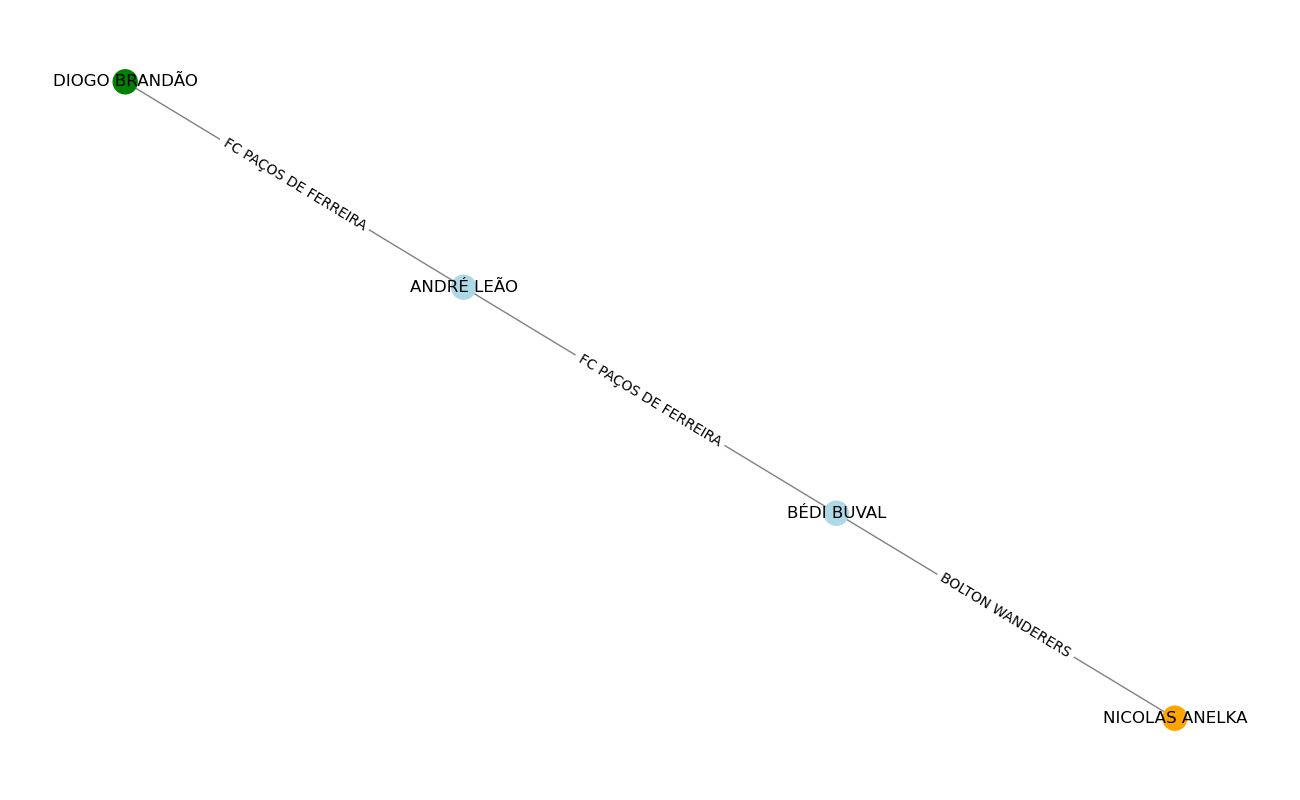 DIOGO BRANDÃO
FC PAÇOS DE FERREIRA
ANDRÉ LEÃO
FC PAÇOS DE FERREIRA
BÉDI BUVAL
BOLTON WANDERERS
NICOLAS ANELKA